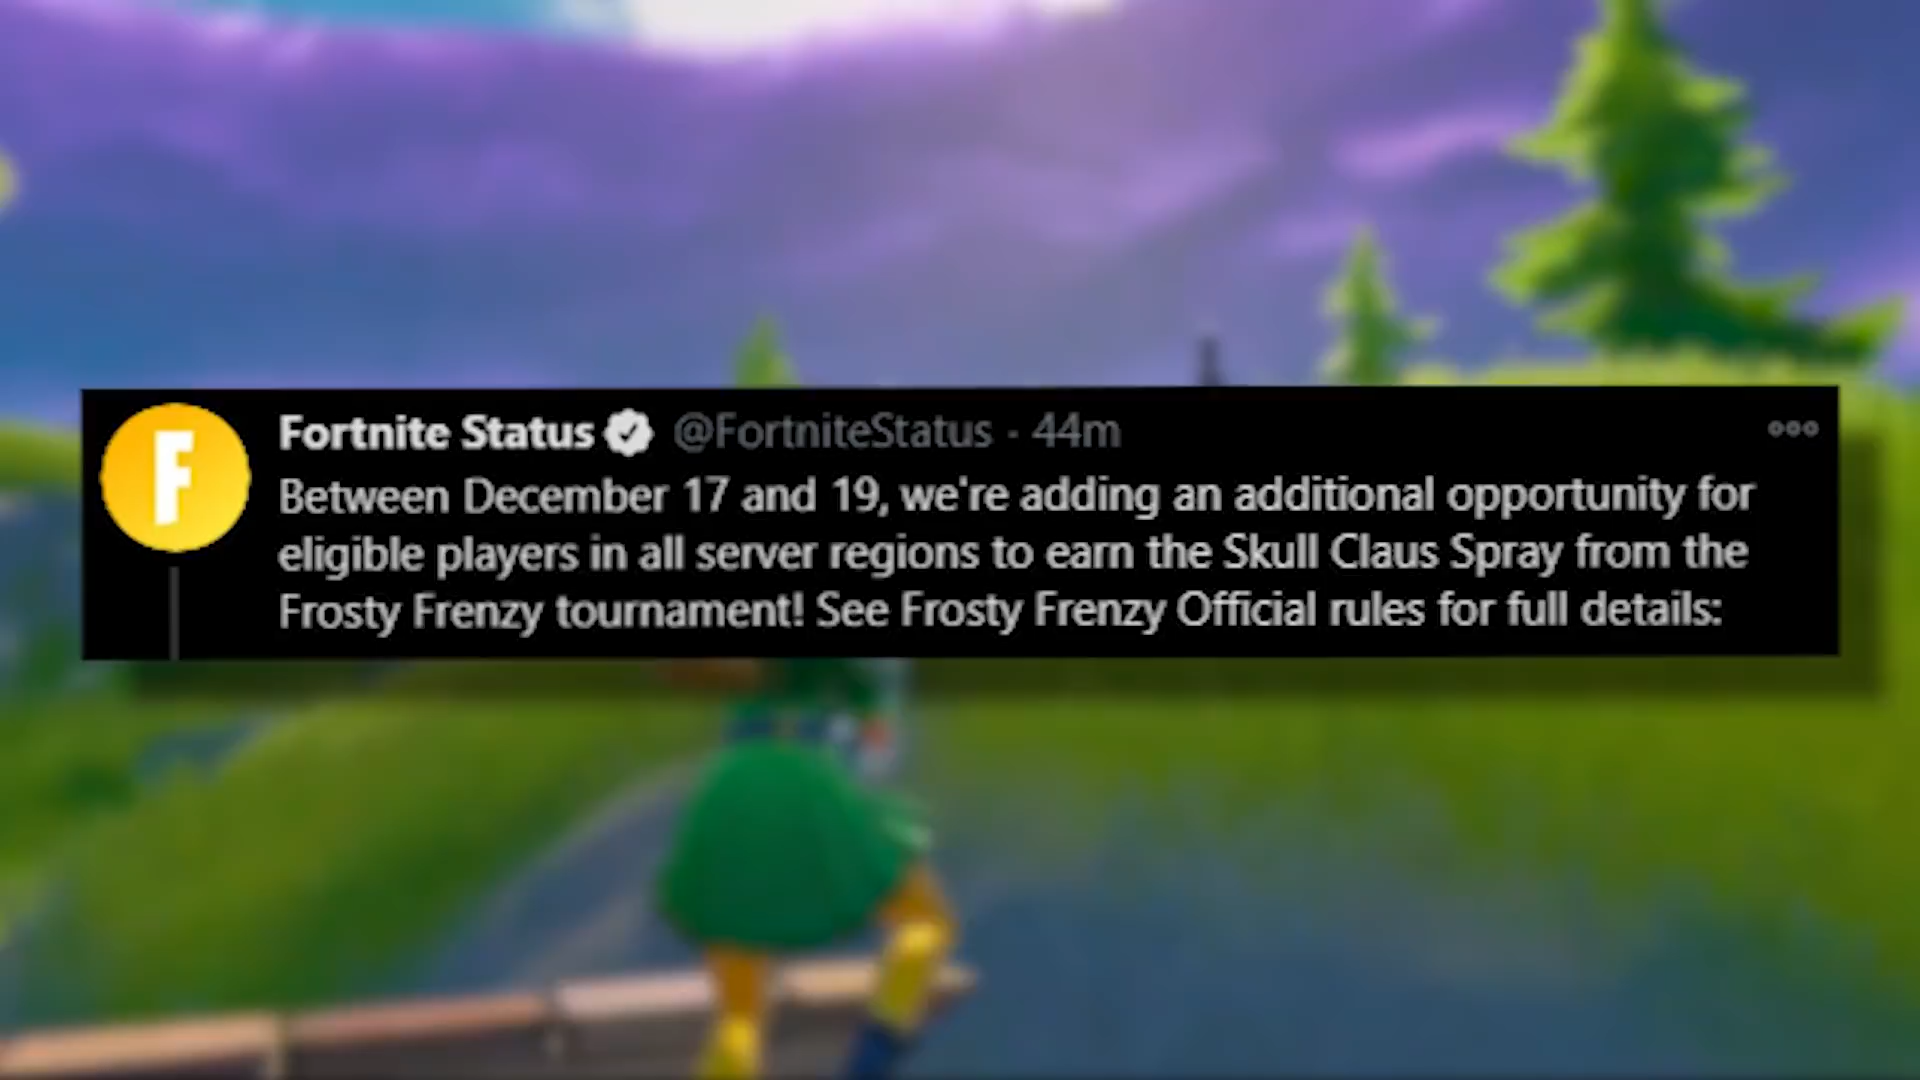 Fortnite Status @FortniteStatus · 44m
Between December 17 and 19, we're adding an additional opportunity for
eligible players in all server regions to earn the Skull Claus Spray from the
Frosty Frenzy tournament! See Frosty Frenzy Official rules for full details: